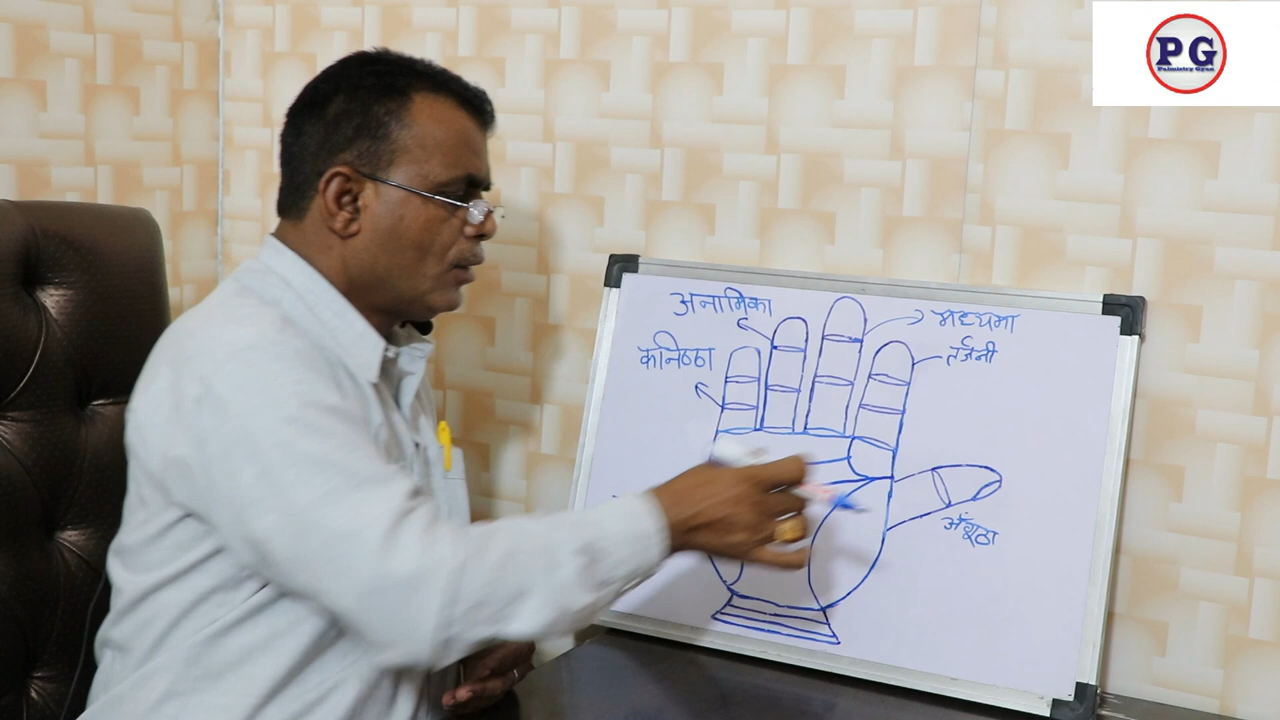 PG
Palmistry Gyan
अनामिका
मध्यमा
कनिष्ठा
तर्जनी
अँगूठा